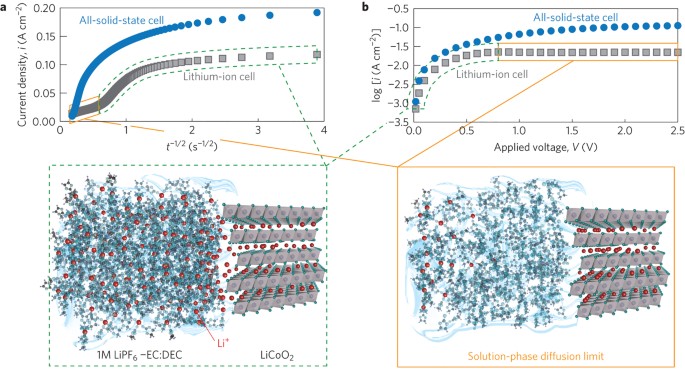 a
b
Current density, i (A cm⁻²)
0.20
0.15
0.10
0.05
0.00
All-solid-state cell
Lithium-ion cell
0
1
2
3
4
t⁻¹/² (s⁻¹/²)
log [i (A cm⁻²)]
−0.5
−1.0
−1.5
−2.0
−2.5
−3.0
−3.5
All-solid-state cell
Lithium-ion cell
0.0
0.5
1.0
1.5
2.0
2.5
Applied voltage, V (V)
Li⁺
1M LiPF₆ −EC:DEC
LiCoO₂
Solution-phase diffusion limit